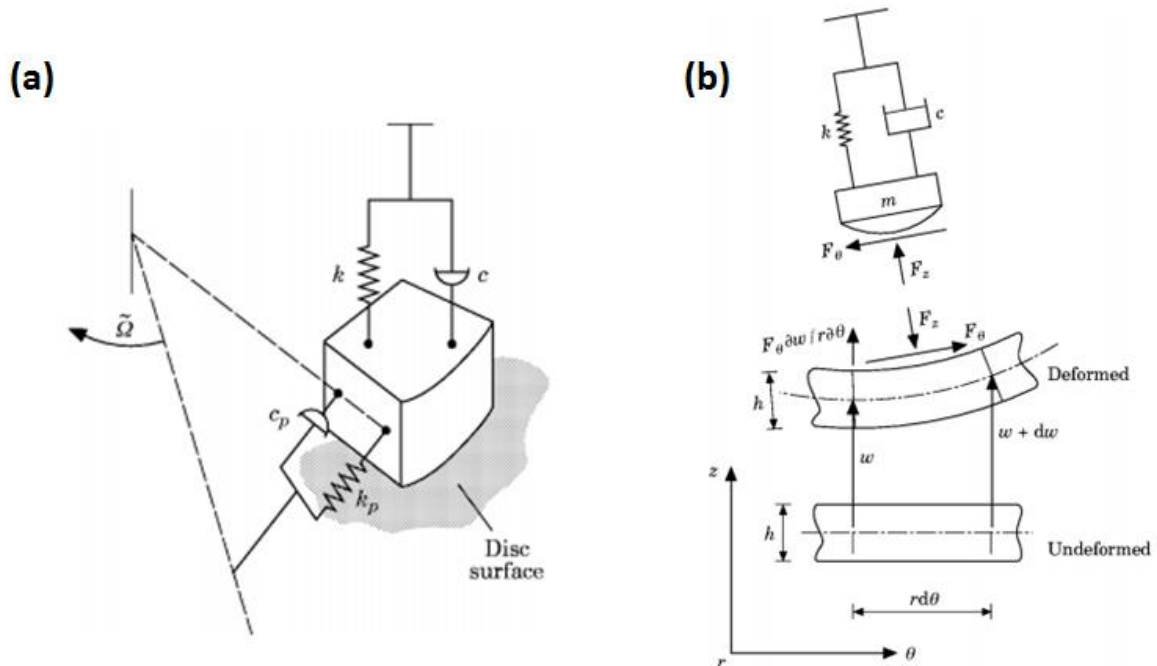 (a)
k
c
Ω̃
c_p
k_p
Disc
surface
(b)
k
c
m
F_θ
F_z
F_z
F_θ
F_θ ∂w/r∂θ
h
Deformed
w
w + dw
z
h
Undeformed
rdθ
r
θ